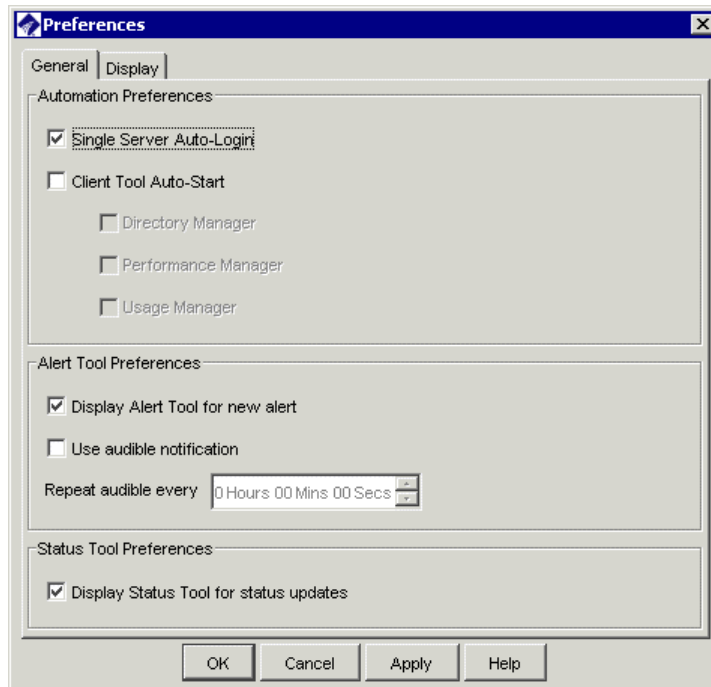 Preferences
General Display
Automation Preferences
Single Server Auto-Login
Client Tool Auto-Start
Directory Manager
Performance Manager
Usage Manager
Alert Tool Preferences
Display Alert Tool for new alert
Use audible notification
Repeat audible every 0 Hours 00 Mins 00 Secs
Status Tool Preferences
Display Status Tool for status updates
OK Cancel Apply Help